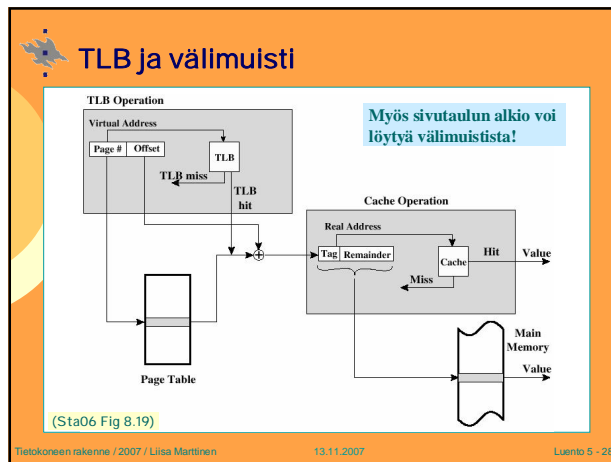 TLB ja välimuisti
TLB Operation
Myös sivutaulun alkio voi
löytyä välimuistista!
Virtual Address
Page # Offset
TLB
TLB miss
TLB
hit
Cache Operation
Real Address
Tag Remainder
Cache
Hit
Value
Miss
Main
Memory
Value
Page Table
(Sta06 Fig 8.19)
Tietokoneen rakenne / 2007 / Liisa Marttinen
13.11.2007